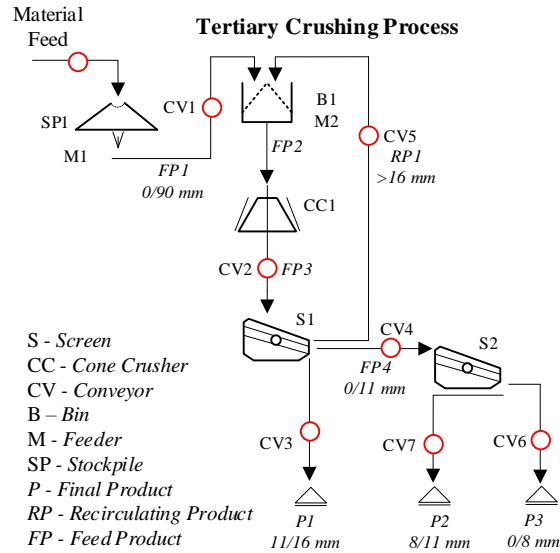 Material
Feed
Tertiary Crushing Process
SP1
M1
CV1
FP1
0/90 mm
B1
M2
FP2
CV5
RP1
>16 mm
CC1
CV2
FP3
S1
CV4
FP4
0/11 mm
S2
CV3
CV7
CV6
P1
11/16 mm
P2
8/11 mm
P3
0/8 mm
S - Screen
CC - Cone Crusher
CV - Conveyor
B – Bin
M - Feeder
SP - Stockpile
P - Final Product
RP - Recirculating Product
FP - Feed Product